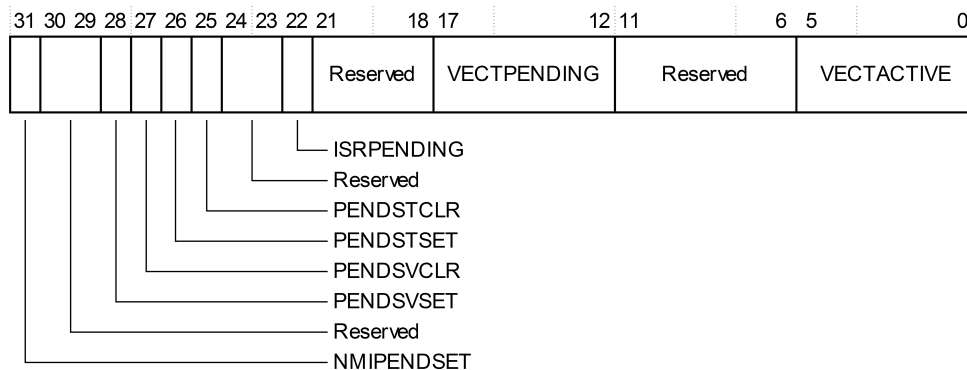 31 30 29 28 27 26 25 24 23 22 21 18 17 12 11 6 5 0
Reserved VECTPENDING Reserved VECTACTIVE
ISRPENDING
Reserved
PENDSTCLR
PENDSTSET
PENDSVCLR
PENDSVSET
Reserved
NMIPENDSET